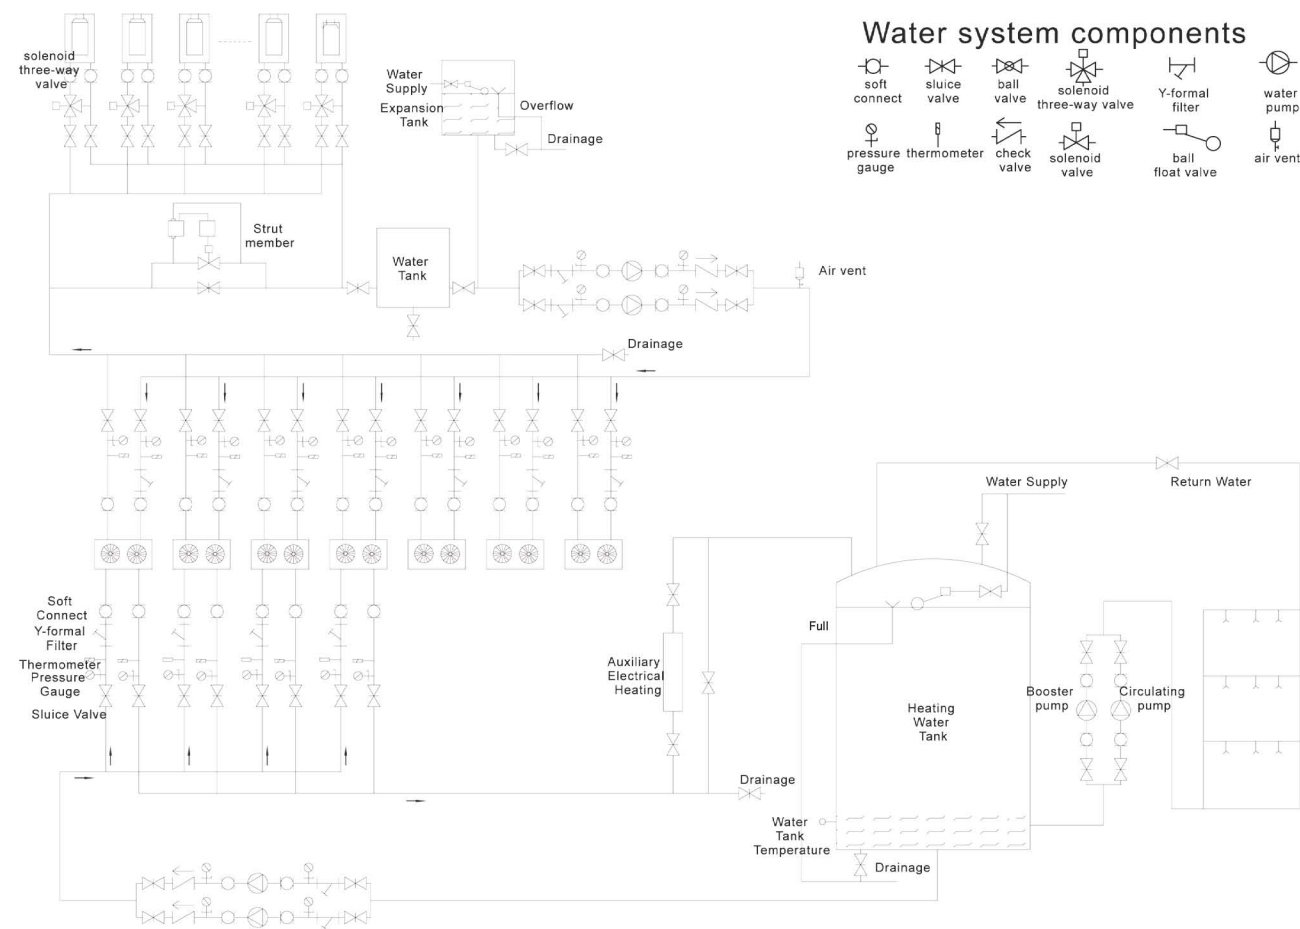 Water system components
soft
connect
sluice
valve
ball
valve
solenoid
three-way valve
Y-formal
filter
water
pump
pressure
gauge
thermometer
check
valve
solenoid
valve
ball
float valve
air vent
solenoid
three-way
valve
Water
Supply
Expansion
Tank
Overflow
Drainage
Strut
member
Water
Tank
Air vent
Drainage
Water Supply
Return Water
Soft
Connect
Y-formal
Filter
Thermometer
Pressure
Gauge
Sluice Valve
Auxiliary
Electrical
Heating
Full
Heating
Water
Tank
Booster
pump
Circulating
pump
Drainage
Water
Tank
Temperature
Drainage